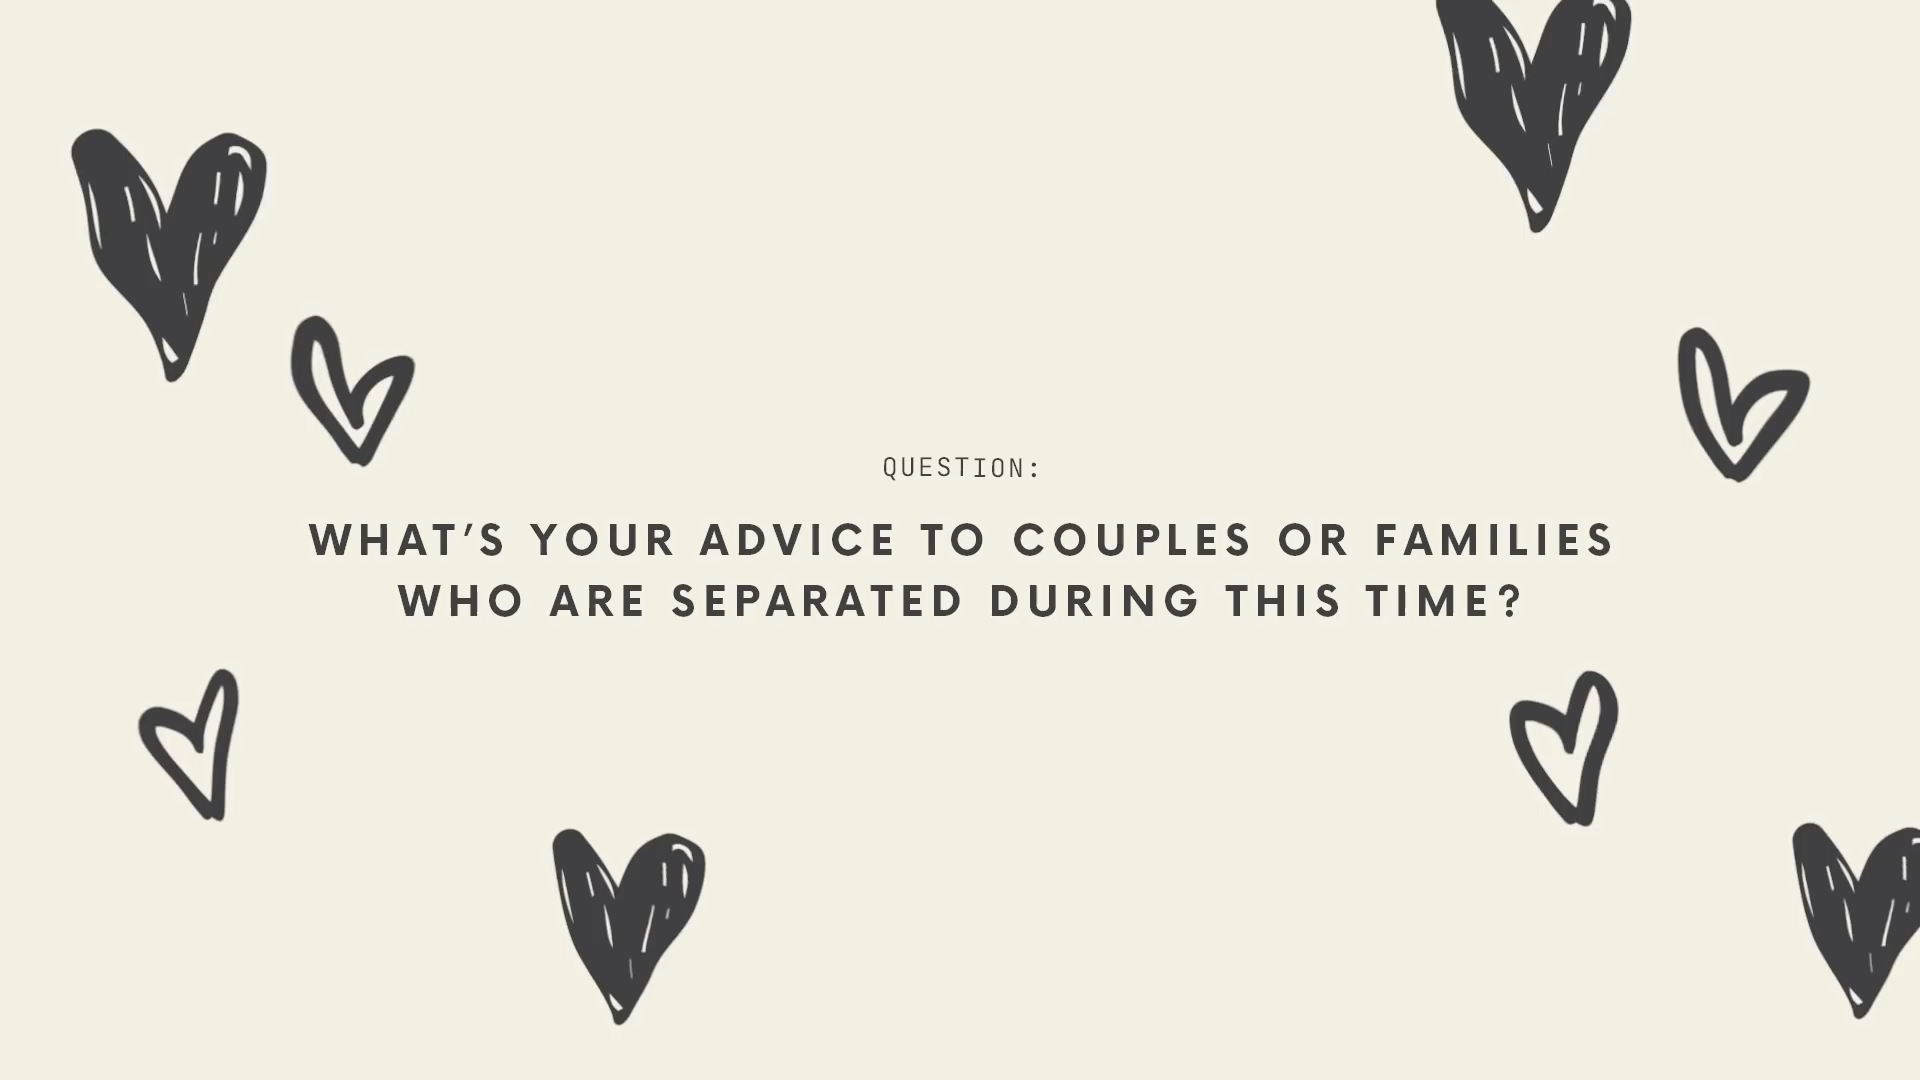 QUESTION:
WHAT'S YOUR ADVICE TO COUPLES OR FAMILIES
WHO ARE SEPARATED DURING THIS TIME?